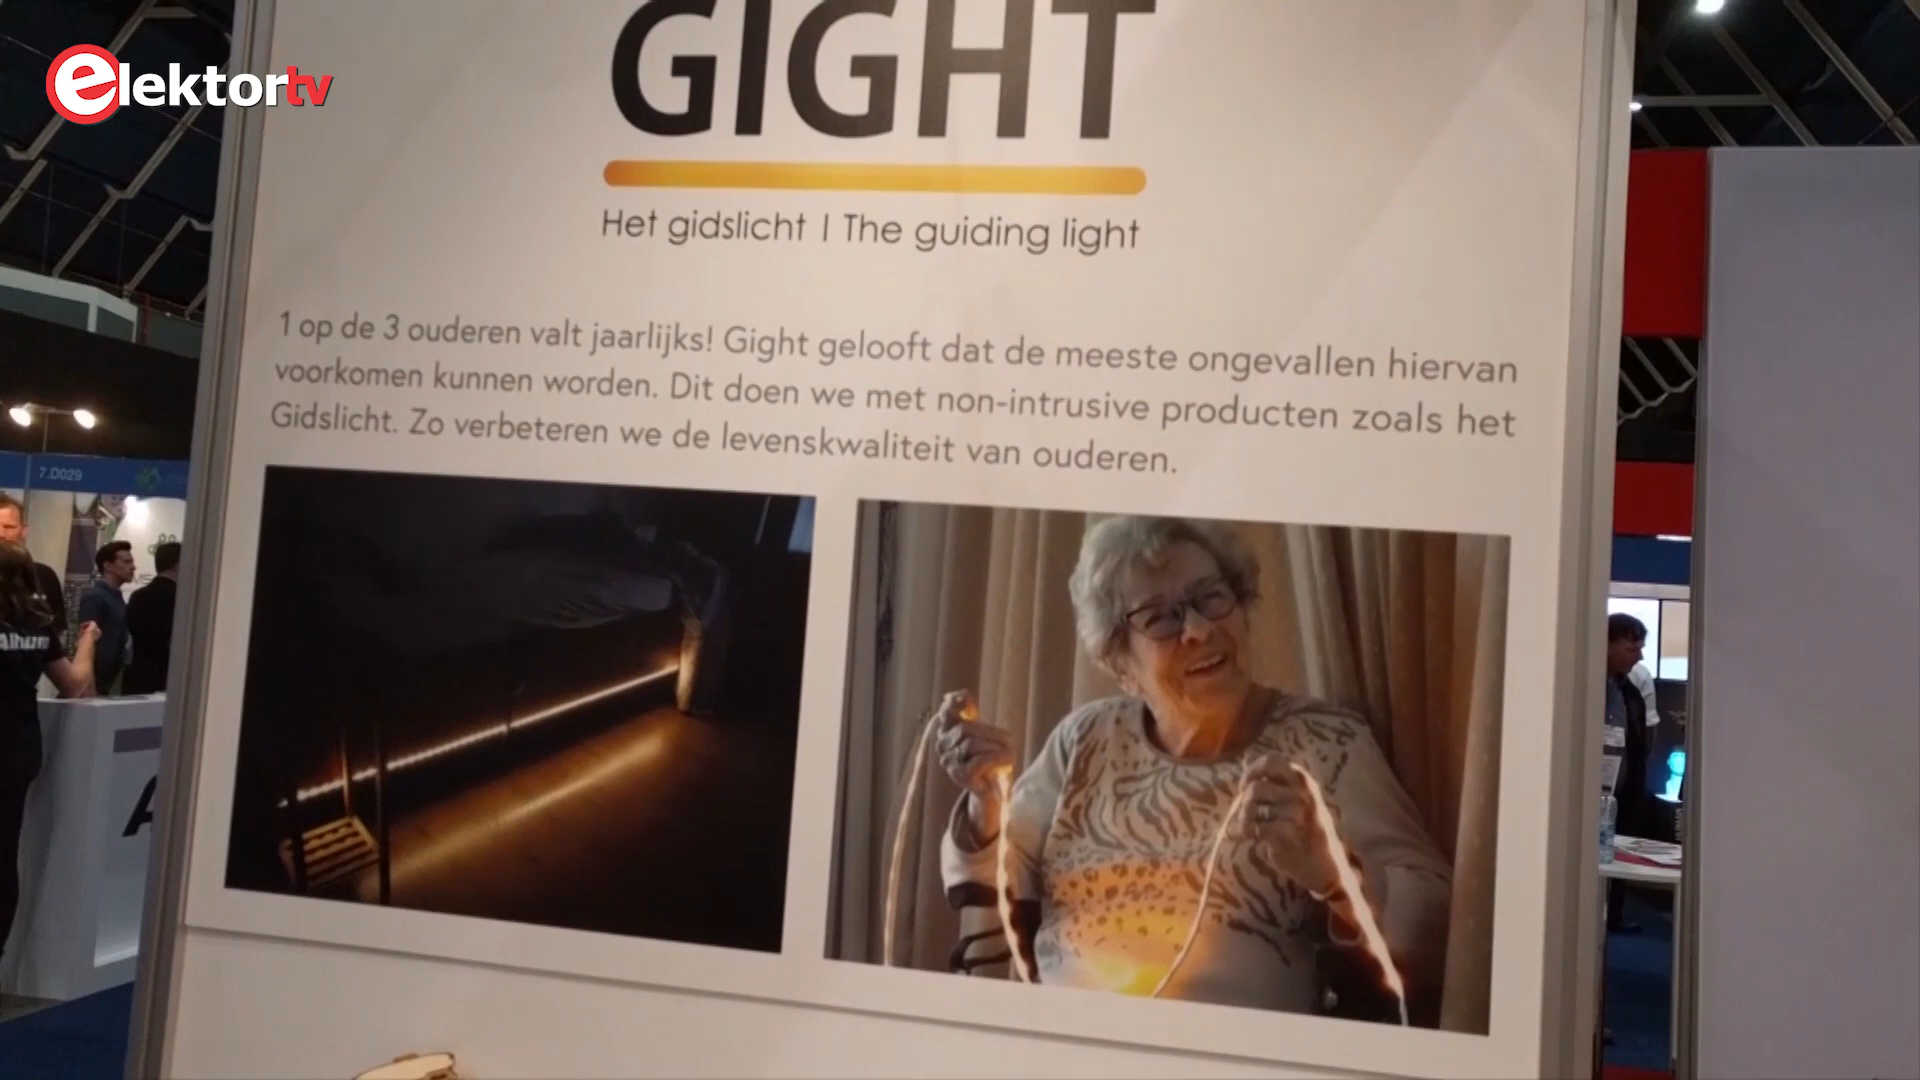 elektortv
GIGHT
Het gidslicht | The guiding light
1 op de 3 ouderen valt jaarlijks! Gight gelooft dat de meeste ongevallen hiervan
voorkomen kunnen worden. Dit doen we met non-intrusive producten zoals het
Gidslicht. Zo verbeteren we de levenskwaliteit van ouderen.
7.D029